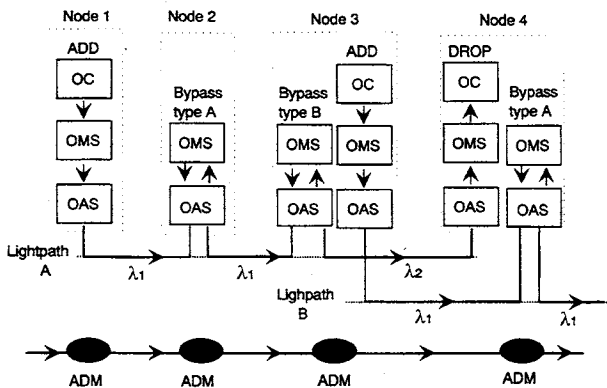 Node 1
Node 2
Node 3
Node 4
ADD
ADD
DROP
OC
Bypass
type A
Bypass
type B
OC
OC
Bypass
type A
OMS
OMS
OMS
OMS
OMS
OMS
OAS
OAS
OAS
OAS
OAS
OAS
Lightpath
A
λ1
λ1
λ2
Lighpath
B
λ1
λ1
ADM
ADM
ADM
ADM